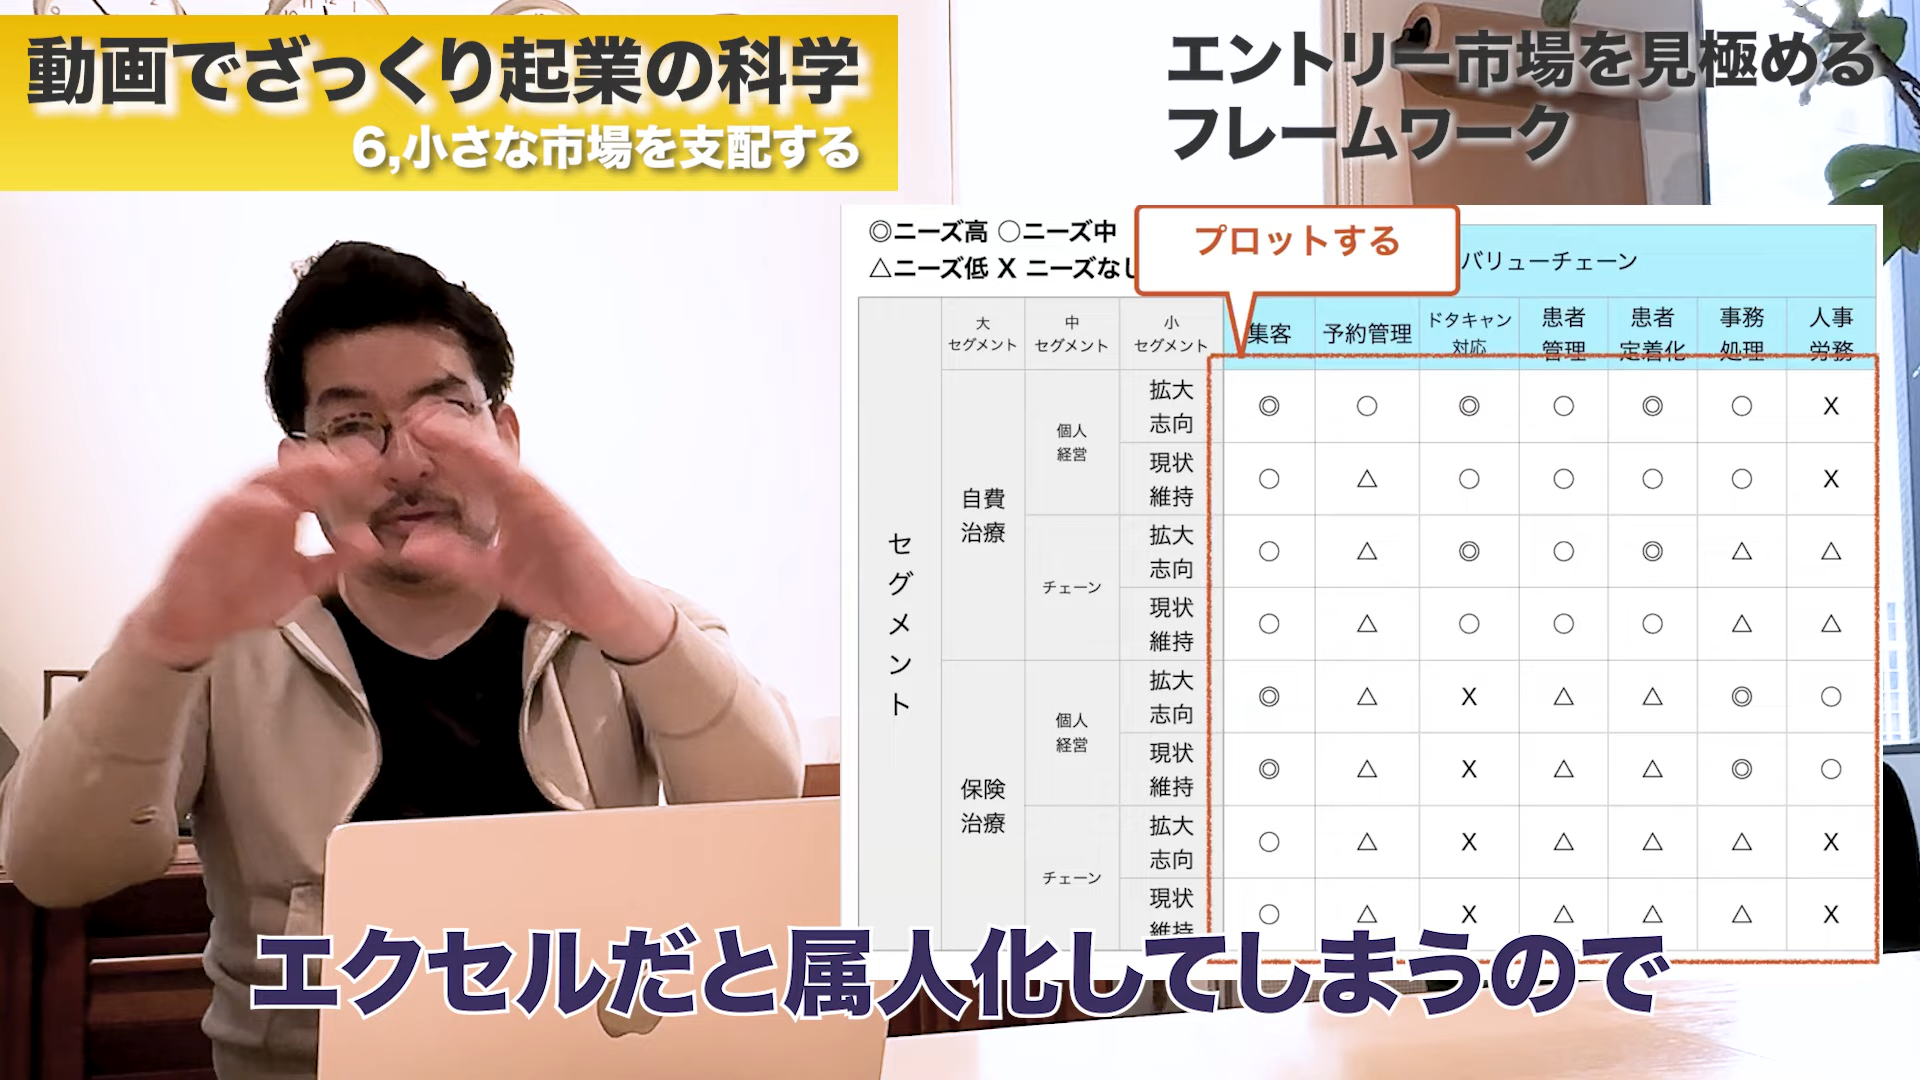 動画でざっくり起業の科学
6,小さな市場を支配する
エントリー市場を見極める
フレームワーク
◎ニーズ高 ○ニーズ中
△ニーズ低 X ニーズなし
プロットする
バリューチェーン
大
セグメント
中
セグメント
小
セグメント
集客
予約管理
ドタキャン
対応
患者
管理
患者
定着化
事務
処理
人事
労務
セグメント
自費
治療
個人
経営
拡大
志向
◎ ○ ◎ ○ ◎ ○ X
現状
維持
○ △ ○ ○ ○ ○ X
チェーン
拡大
志向
○ △ ◎ ○ ◎ △ △
現状
維持
○ △ ○ ○ ○ △ △
保険
治療
個人
経営
拡大
志向
◎ △ X △ △ ◎ ○
現状
維持
◎ △ X △ △ ◎ ○
チェーン
拡大
志向
○ △ X △ △ △ X
現状
維持
○ △ X △ △ △ X
エクセルだと属人化してしまうので